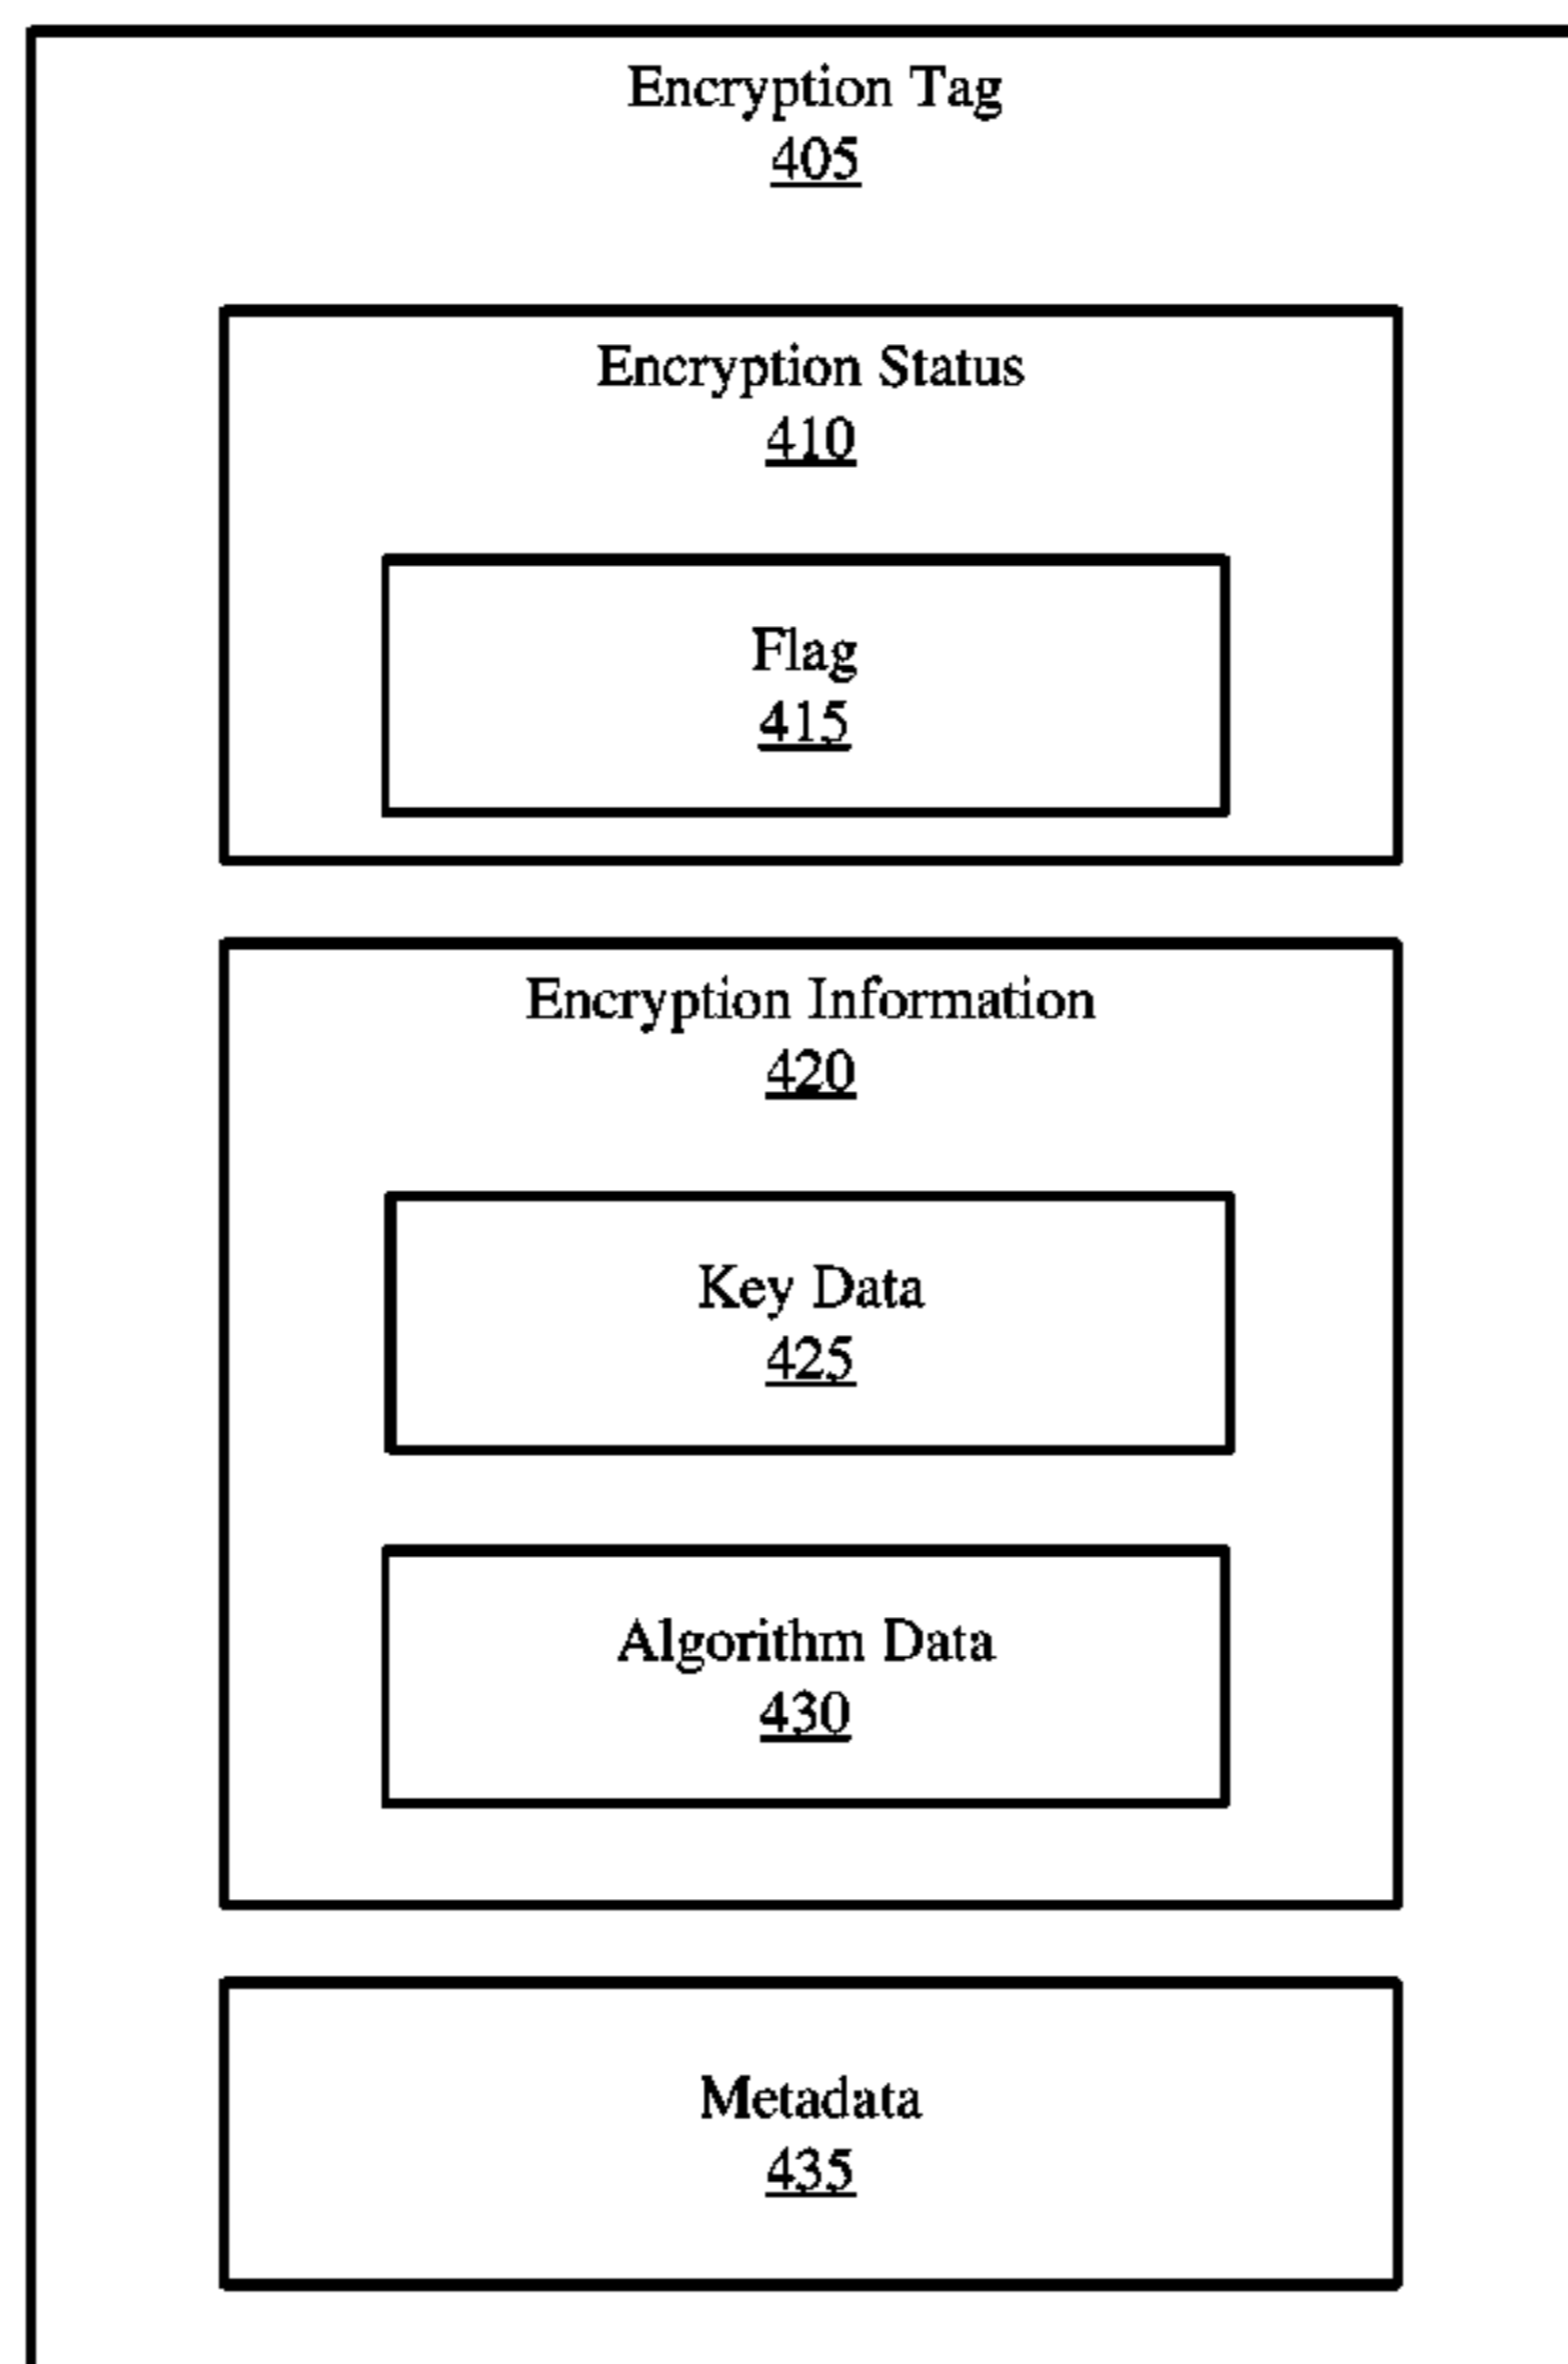 Encryption Tag
405
Encryption Status
410
Flag
415
Encryption Information
420
Key Data
425
Algorithm Data
430
Metadata
435